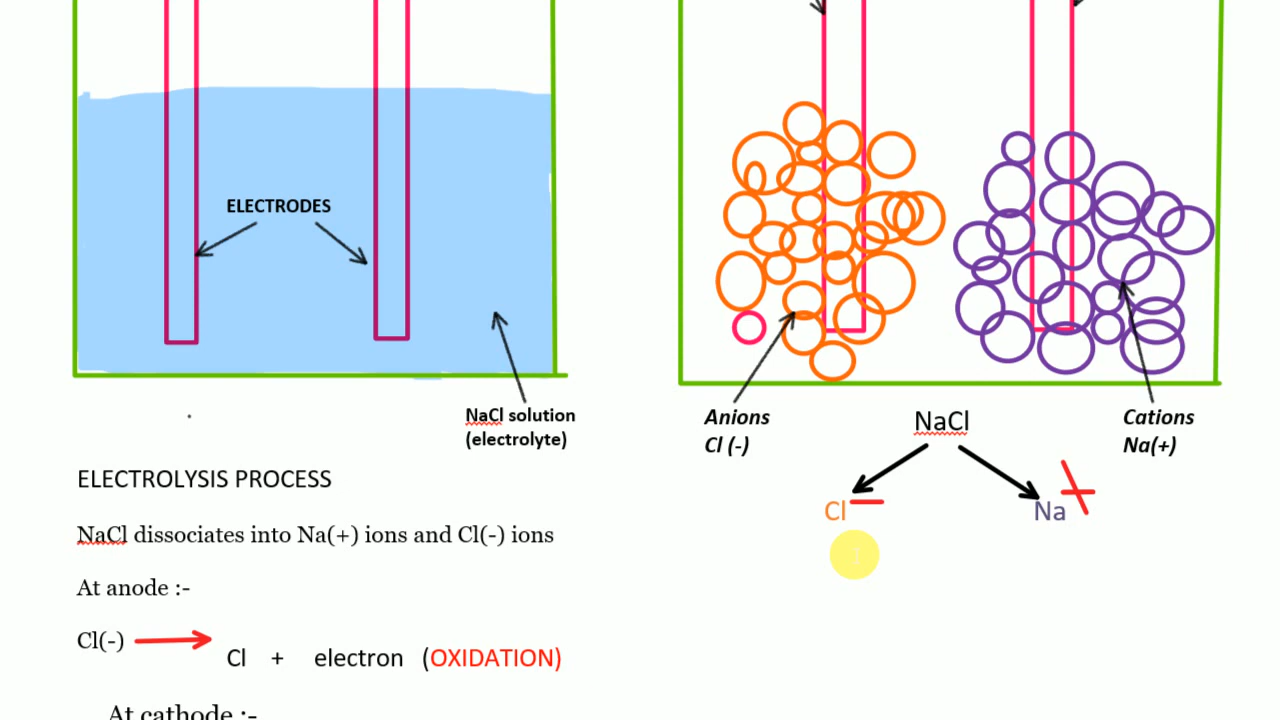 ELECTRODES
NaCl solution
(electrolyte)
Anions
Cl (-)
NaCl
Cations
Na(+)
Cl
Na
ELECTROLYSIS PROCESS
NaCl dissociates into Na(+) ions and Cl(-) ions
At anode :-
Cl(-)
Cl + electron (OXIDATION)
At cathode :-